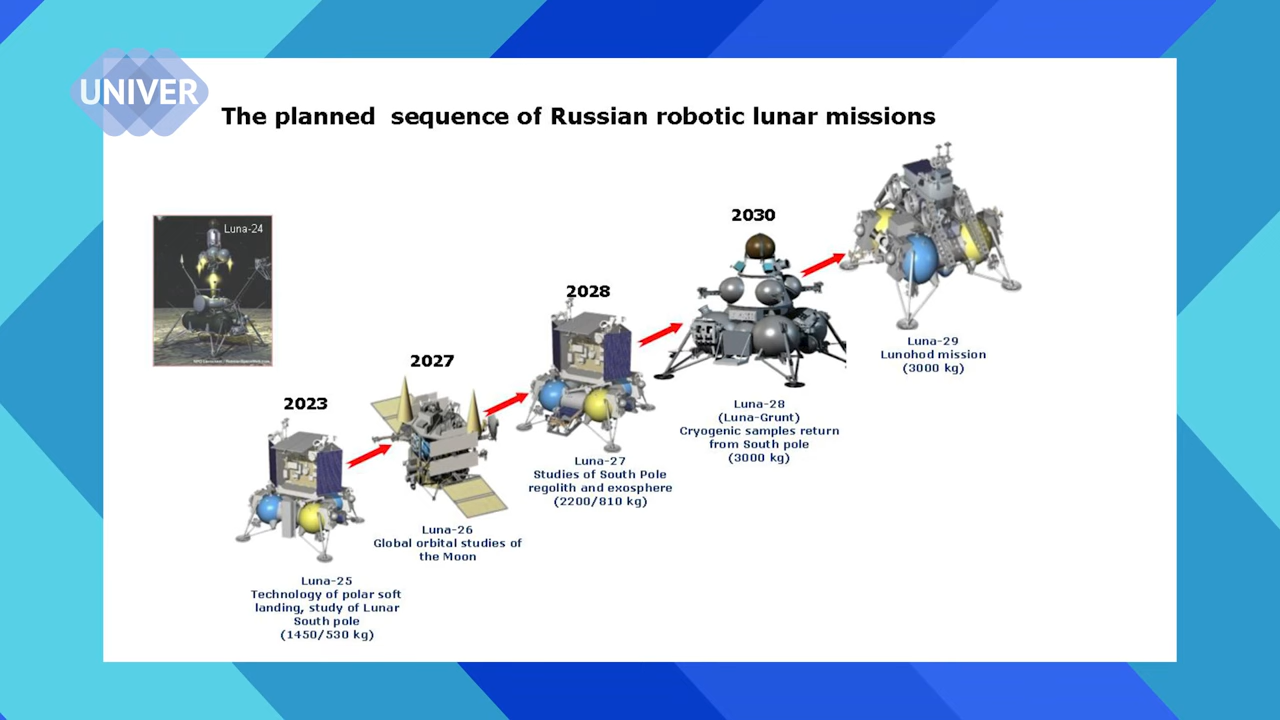 UNIVER
The planned sequence of Russian robotic lunar missions
Luna-24
2023
Luna-25
Technology of polar soft
landing, study of Lunar
South pole
(1450/530 kg)
2027
Luna-26
Global orbital studies of
the Moon
2028
Luna-27
Studies of South Pole
regolith and exosphere
(2200/810 kg)
2030
Luna-28
(Luna-Grunt)
Cryogenic samples return
from South pole
(3000 kg)
Luna-29
Lunohod mission
(3000 kg)